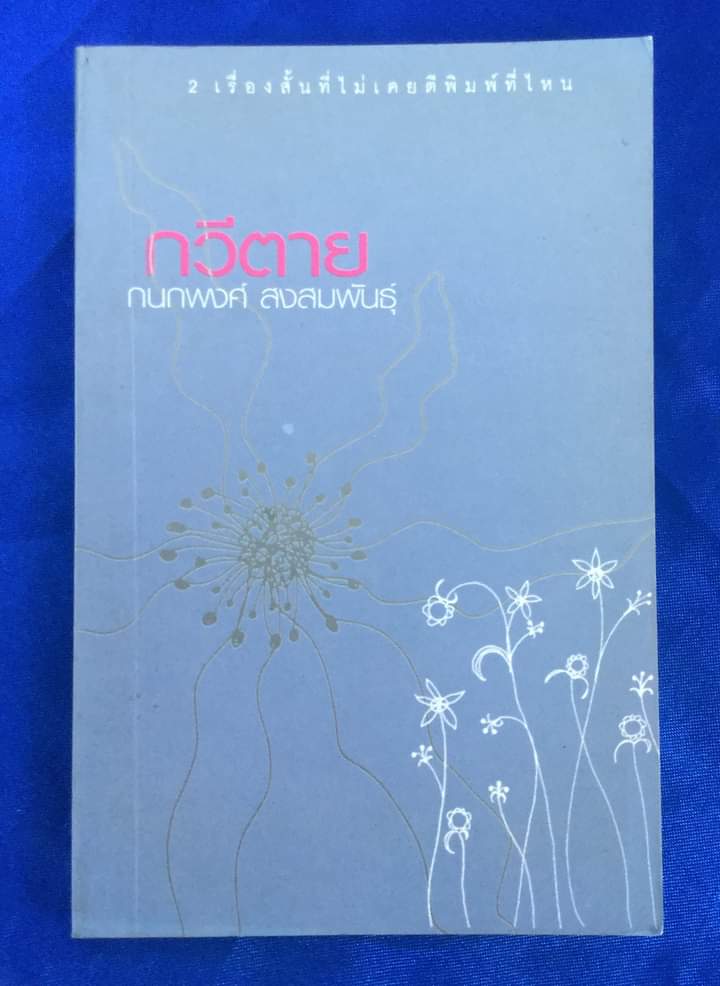 2 เรื่องสั้นที่ไม่เคยตีพิมพ์ที่ไหน
กวีตาย
กนกพงศ์ สงสมพันธุ์